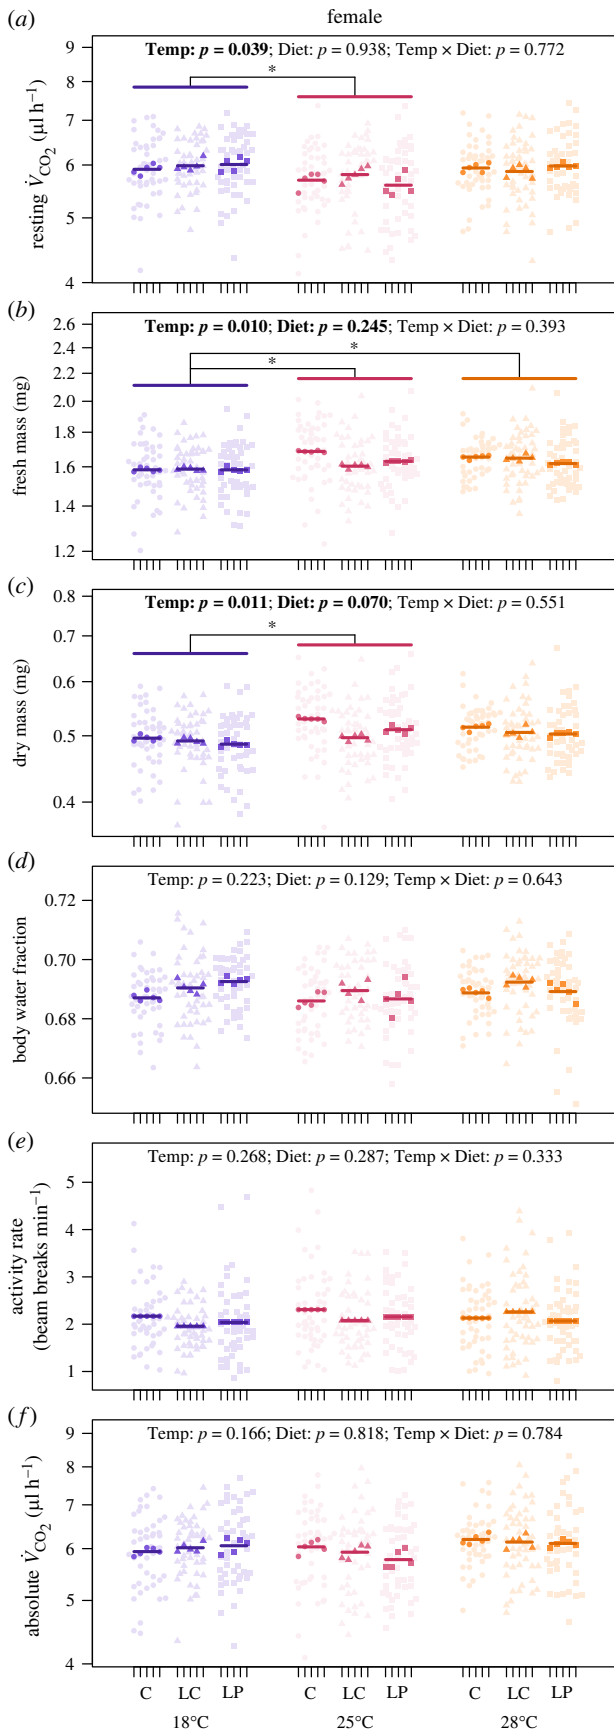 female
(a)
Temp: p = 0.039; Diet: p = 0.938; Temp × Diet: p = 0.772
*
resting V̇CO2 (µl h−1)
9
8
7
6
5
4
(b)
Temp: p = 0.010; Diet: p = 0.245; Temp × Diet: p = 0.393
*
*
fresh mass (mg)
2.6
2.4
2.2
2.0
1.8
1.6
1.4
1.2
(c)
Temp: p = 0.011; Diet: p = 0.070; Temp × Diet: p = 0.551
*
dry mass (mg)
0.8
0.7
0.6
0.5
0.4
(d)
Temp: p = 0.223; Diet: p = 0.129; Temp × Diet: p = 0.643
body water fraction
0.72
0.70
0.68
0.66
(e)
Temp: p = 0.268; Diet: p = 0.287; Temp × Diet: p = 0.333
activity rate
(beam breaks min−1)
5
4
3
2
1
(f)
Temp: p = 0.166; Diet: p = 0.818; Temp × Diet: p = 0.784
absolute V̇CO2 (µl h−1)
9
8
7
6
5
4
C LC LP C LC LP C LC LP
18°C 25°C 28°C